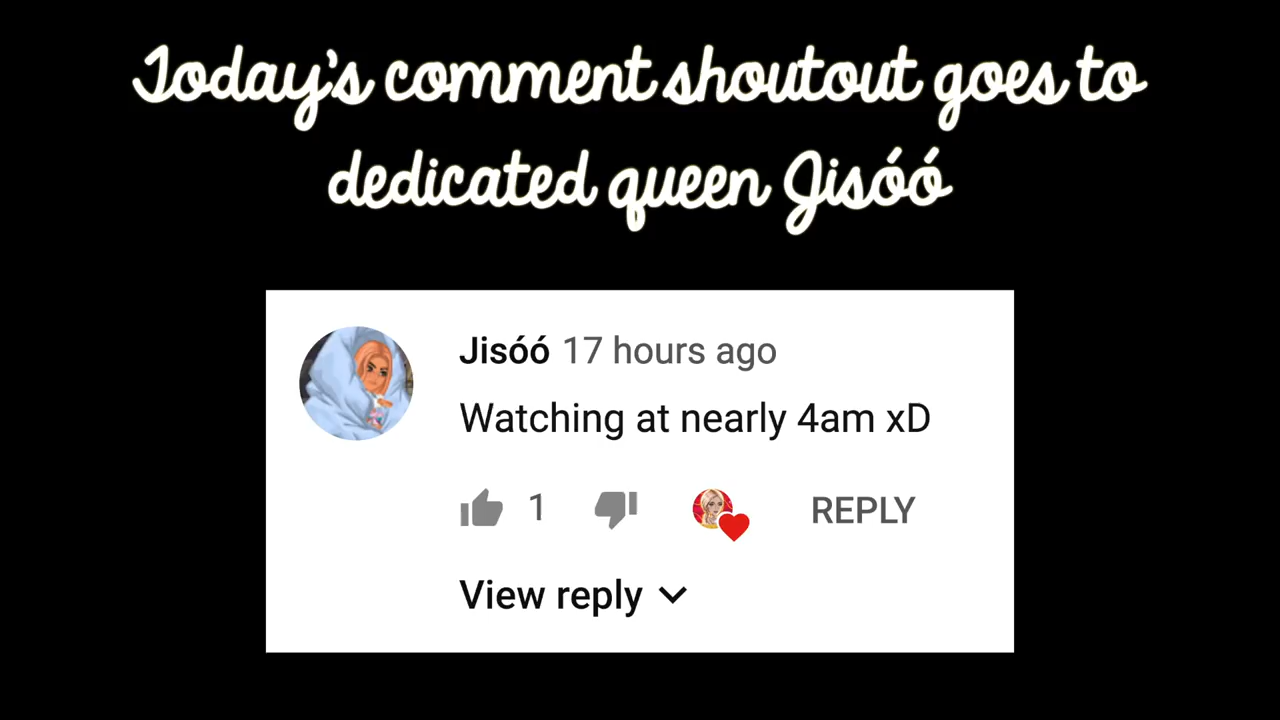 Today's comment shoutout goes to
dedicated queen Jisóó
Jisóó 17 hours ago
Watching at nearly 4am xD
1 REPLY
View reply